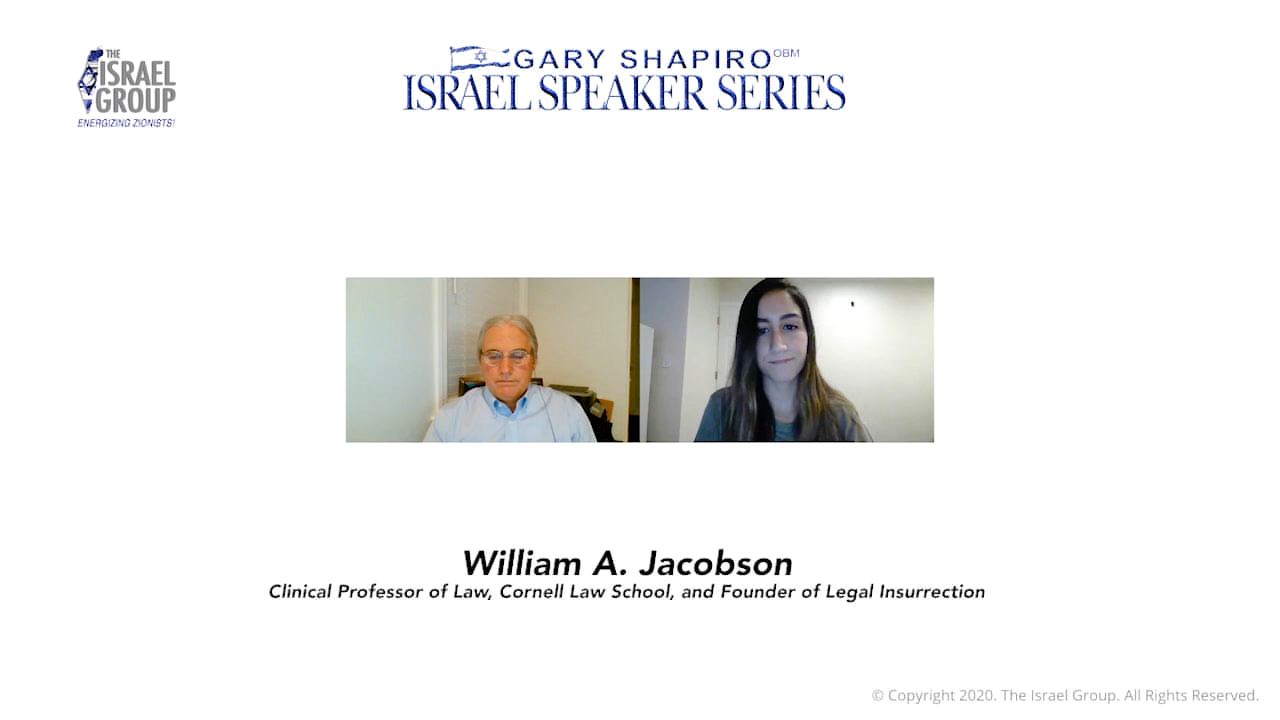 THE
ISRAEL
GROUP
ENERGIZING ZIONISTS!
GARY SHAPIRO OBM
ISRAEL SPEAKER SERIES
William A. Jacobson
Clinical Professor of Law, Cornell Law School, and Founder of Legal Insurrection
© Copyright 2020. The Israel Group. All Rights Reserved.